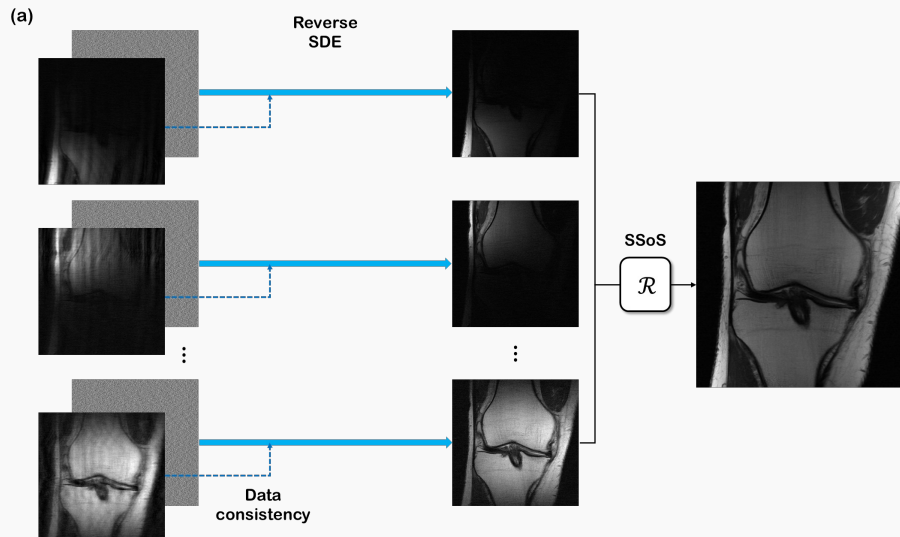 (a)
Reverse
SDE
SSoS
ℛ
Data
consistency